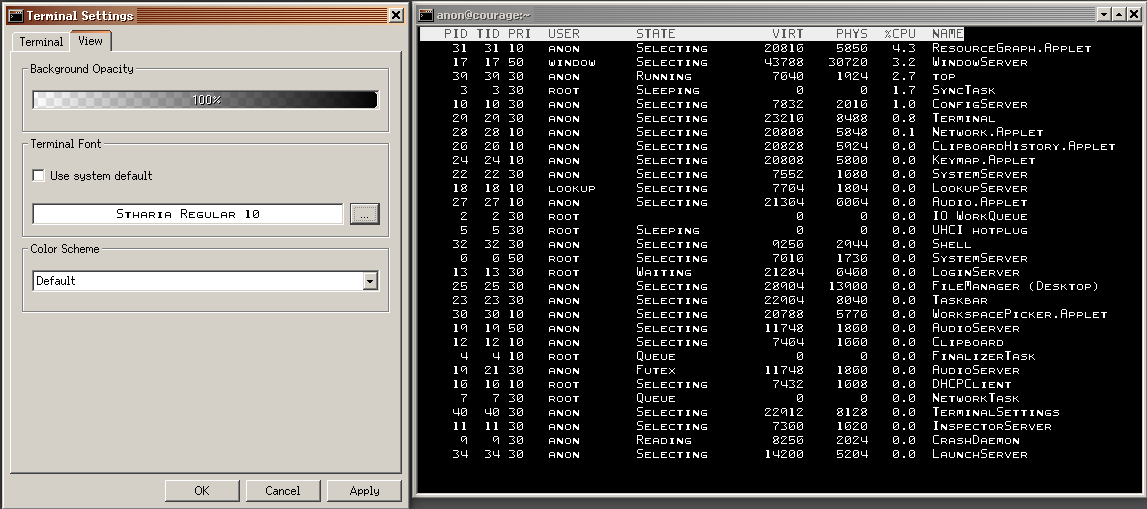 Terminal Settings
Terminal View
Background Opacity
100%
Terminal Font
Use system default
Stharia Regular 10
...
Color Scheme
Default
OK Cancel Apply
anon@courage:~
PID TID PRI USER STATE VIRT PHYS %CPU NAME
31 31 10 anon Selecting 20816 5856 4.3 ResourceGraph.Applet
17 17 50 window Selecting 43788 30720 3.2 WindowServer
39 39 30 anon Running 7640 1924 2.7 top
3 3 30 root Sleeping 0 0 1.7 SyncTask
10 10 30 anon Selecting 7832 2016 1.0 ConfigServer
29 29 30 anon Selecting 23216 8488 0.8 Terminal
28 28 10 anon Selecting 20808 5848 0.1 Network.Applet
26 26 10 anon Selecting 20828 5924 0.0 ClipboardHistory.Applet
24 24 10 anon Selecting 20808 5800 0.0 Keymap.Applet
22 22 30 anon Selecting 7552 1680 0.0 SystemServer
18 18 10 lookup Selecting 7764 1804 0.0 LookupServer
27 27 10 anon Selecting 21364 6064 0.0 Audio.Applet
2 2 30 root 0 0 0.0 IO WorkQueue
5 5 30 root Sleeping 0 0 0.0 UHCI hotplug
32 32 30 anon Selecting 9256 2944 0.0 Shell
6 6 50 root Selecting 7616 1736 0.0 SystemServer
13 13 30 root Waiting 21284 6460 0.0 LoginServer
25 25 30 anon Selecting 28904 13900 0.0 FileManager (Desktop)
23 23 30 anon Selecting 22964 8040 0.0 Taskbar
30 30 10 anon Selecting 20788 5776 0.0 WorkspacePicker.Applet
19 19 50 anon Selecting 11748 1860 0.0 AudioServer
12 12 10 anon Selecting 7464 1660 0.0 Clipboard
4 4 10 root Queue 0 0 0.0 FinalizerTask
19 21 30 anon Futex 11748 1860 0.0 AudioServer
16 16 10 root Selecting 7432 1608 0.0 DHCPClient
7 7 30 root Queue 0 0 0.0 NetworkTask
40 40 30 anon Selecting 22912 8128 0.0 TerminalSettings
11 11 30 anon Selecting 7360 1620 0.0 InspectorServer
9 9 30 anon Reading 8256 2024 0.0 CrashDaemon
34 34 30 anon Selecting 14200 5204 0.0 LaunchServer